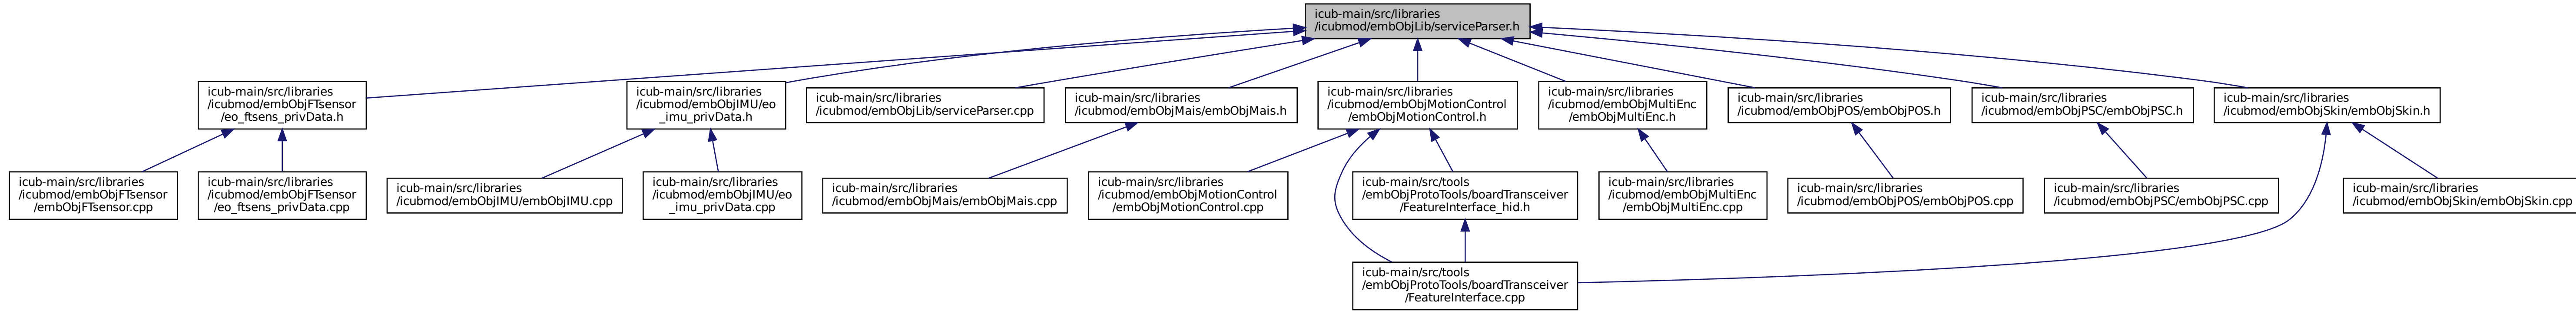 icub-main/src/libraries
/icubmod/embObjLib/serviceParser.h
icub-main/src/libraries
/icubmod/embObjFTsensor
/eo_ftsens_privData.h
icub-main/src/libraries
/icubmod/embObjIMU/eo
_imu_privData.h
icub-main/src/libraries
/icubmod/embObjLib/serviceParser.cpp
icub-main/src/libraries
/icubmod/embObjMais/embObjMais.h
icub-main/src/libraries
/icubmod/embObjMotionControl
/embObjMotionControl.h
icub-main/src/libraries
/icubmod/embObjMultiEnc
/embObjMultiEnc.h
icub-main/src/libraries
/icubmod/embObjPOS/embObjPOS.h
icub-main/src/libraries
/icubmod/embObjPSC/embObjPSC.h
icub-main/src/libraries
/icubmod/embObjSkin/embObjSkin.h
icub-main/src/libraries
/icubmod/embObjFTsensor
/embObjFTsensor.cpp
icub-main/src/libraries
/icubmod/embObjFTsensor
/eo_ftsens_privData.cpp
icub-main/src/libraries
/icubmod/embObjIMU/embObjIMU.cpp
icub-main/src/libraries
/icubmod/embObjIMU/eo
_imu_privData.cpp
icub-main/src/libraries
/icubmod/embObjMais/embObjMais.cpp
icub-main/src/libraries
/icubmod/embObjMotionControl
/embObjMotionControl.cpp
icub-main/src/tools
/embObjProtoTools/boardTransceiver
/FeatureInterface_hid.h
icub-main/src/libraries
/icubmod/embObjMultiEnc
/embObjMultiEnc.cpp
icub-main/src/libraries
/icubmod/embObjPOS/embObjPOS.cpp
icub-main/src/libraries
/icubmod/embObjPSC/embObjPSC.cpp
icub-main/src/libraries
/icubmod/embObjSkin/embObjSkin.cpp
icub-main/src/tools
/embObjProtoTools/boardTransceiver
/FeatureInterface.cpp